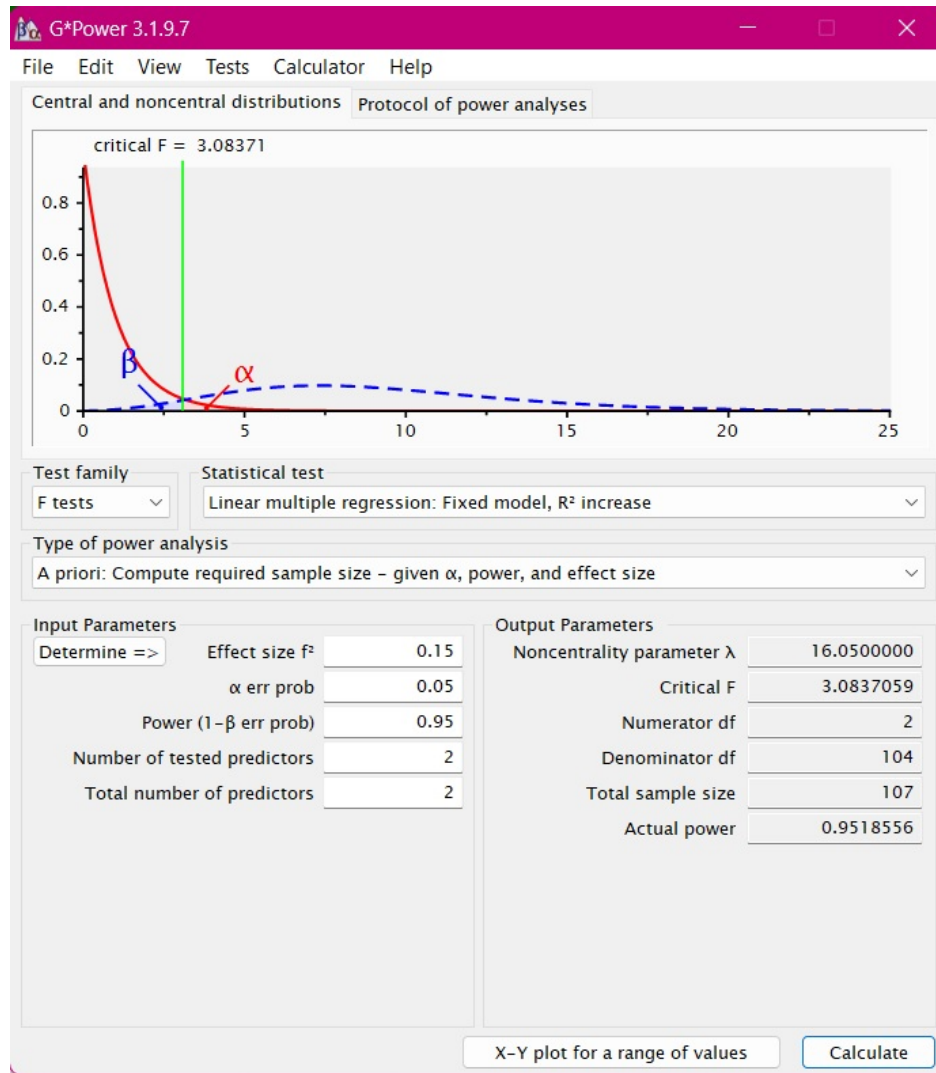 G*Power 3.1.9.7
File Edit View Tests Calculator Help
Central and noncentral distributions Protocol of power analyses
critical F = 3.08371
0.8
0.6
0.4
0.2
β α
0
0 5 10 15 20 25
Test family Statistical test
F tests Linear multiple regression: Fixed model, R² increase
Type of power analysis
A priori: Compute required sample size – given α, power, and effect size
Input Parameters Output Parameters
Determine => Effect size f² 0.15 Noncentrality parameter λ 16.0500000
α err prob 0.05 Critical F 3.0837059
Power (1-β err prob) 0.95 Numerator df 2
Number of tested predictors 2 Denominator df 104
Total number of predictors 2 Total sample size 107
Actual power 0.9518556
X-Y plot for a range of values Calculate